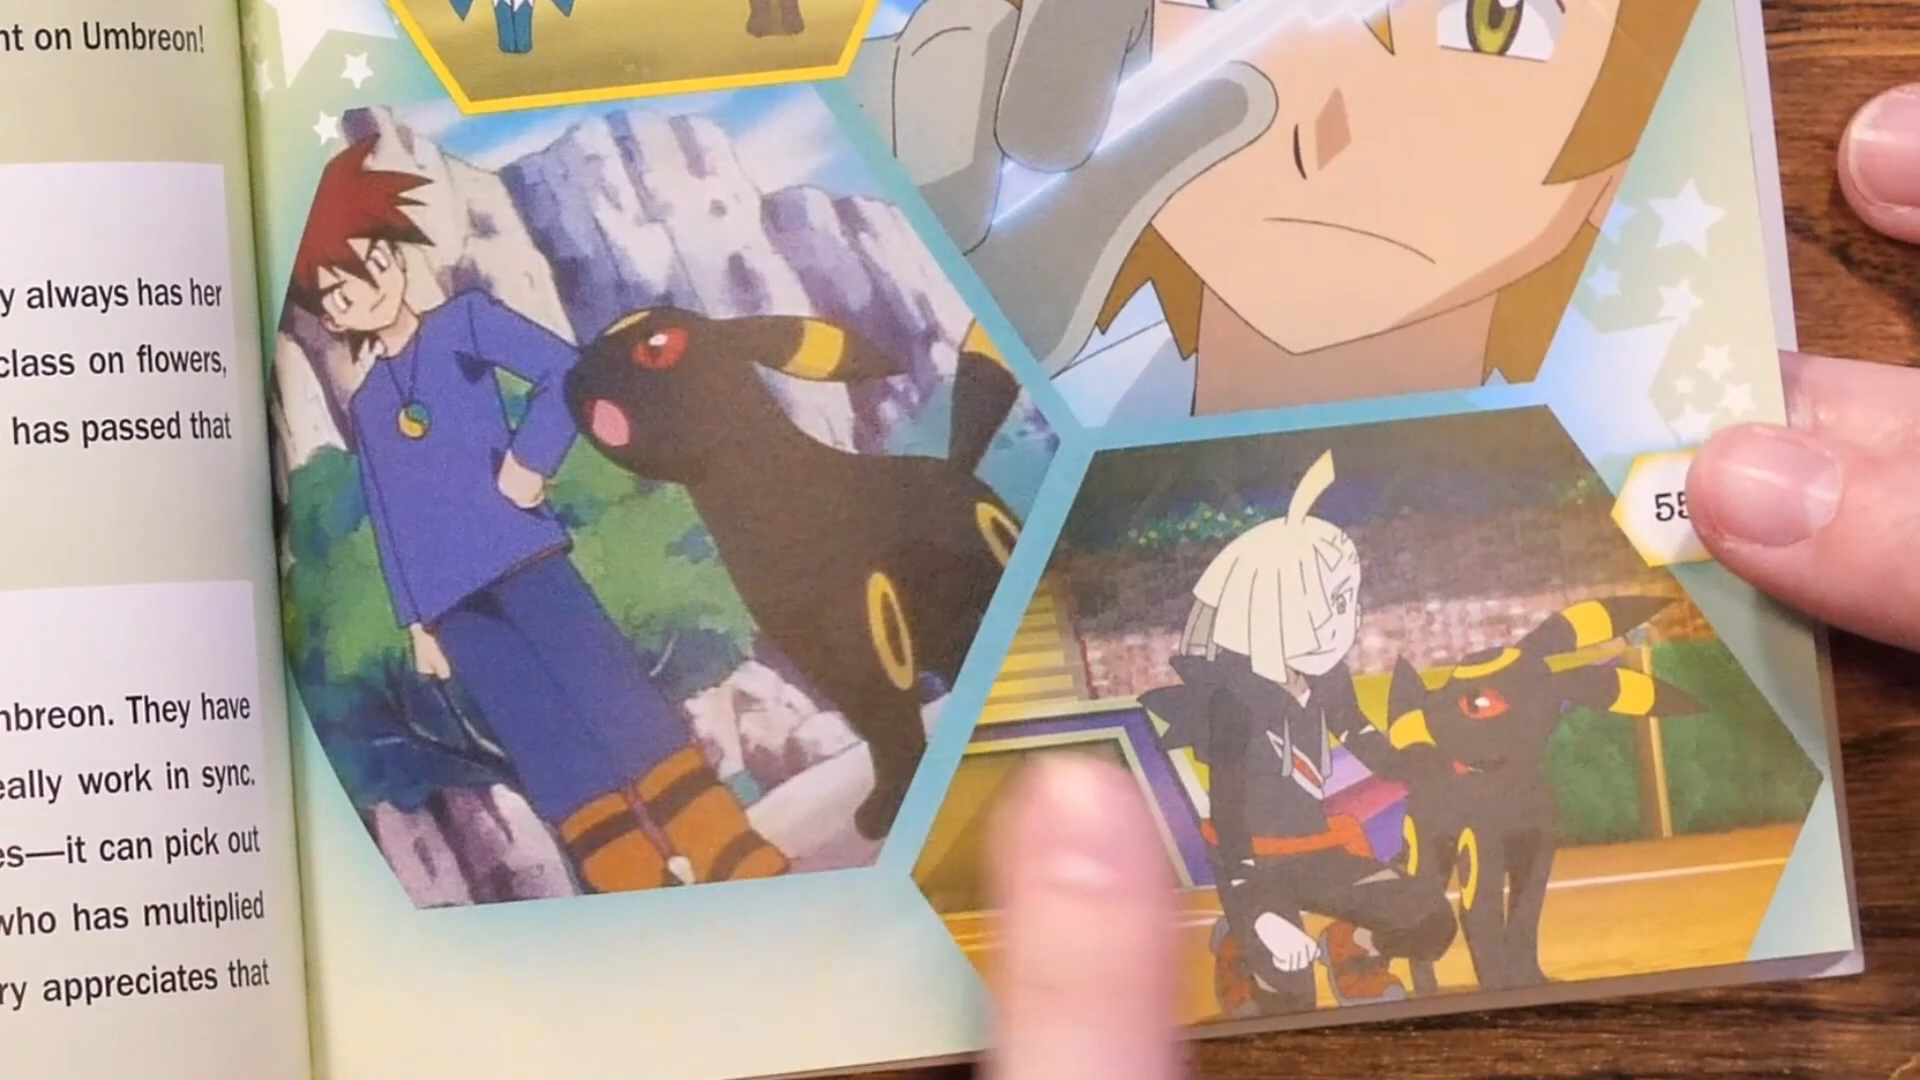 nt on Umbreon!
y always has her
class on flowers,
has passed that
mbreon. They have
eally work in sync.
es—it can pick out
who has multiplied
ry appreciates that
55